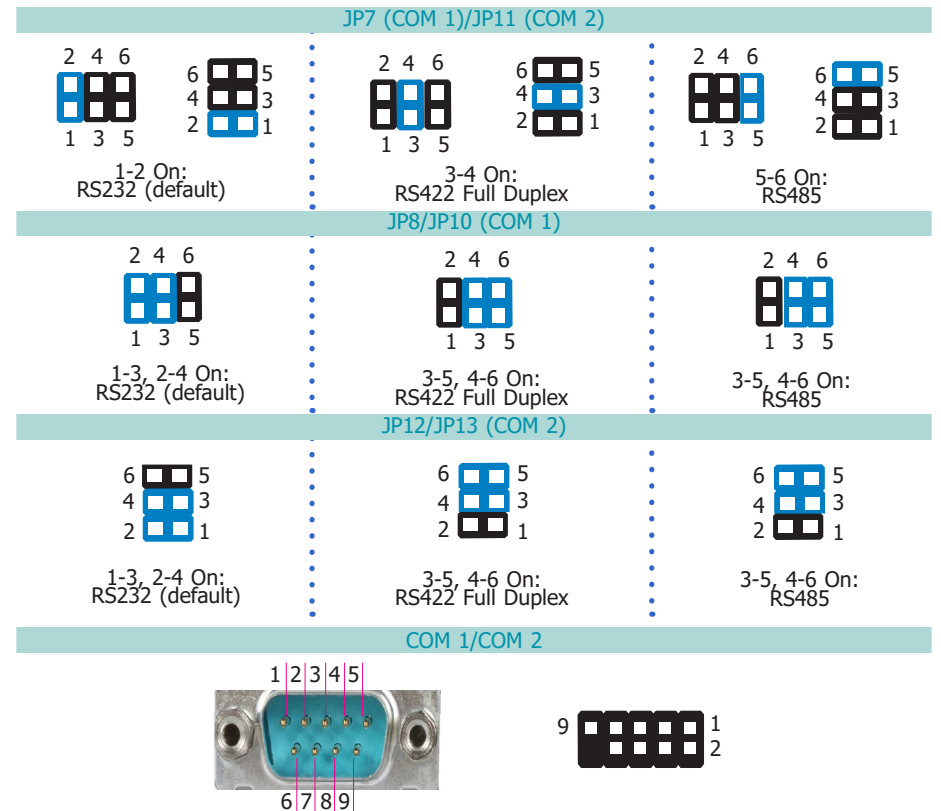 JP7 (COM 1)/JP11 (COM 2)
2 4 6
1 3 5
6 5
4 3
2 1
1-2 On:
RS232 (default)
2 4 6
1 3 5
6 5
4 3
2 1
3-4 On:
RS422 Full Duplex
2 4 6
1 3 5
6 5
4 3
2 1
5-6 On:
RS485
JP8/JP10 (COM 1)
2 4 6
1 3 5
1-3, 2-4 On:
RS232 (default)
2 4 6
1 3 5
3-5, 4-6 On:
RS422 Full Duplex
2 4 6
1 3 5
3-5, 4-6 On:
RS485
JP12/JP13 (COM 2)
6 5
4 3
2 1
1-3, 2-4 On:
RS232 (default)
6 5
4 3
2 1
3-5, 4-6 On:
RS422 Full Duplex
6 5
4 3
2 1
3-5, 4-6 On:
RS485
COM 1/COM 2
1 2 3 4 5
6 7 8 9
9 1
2